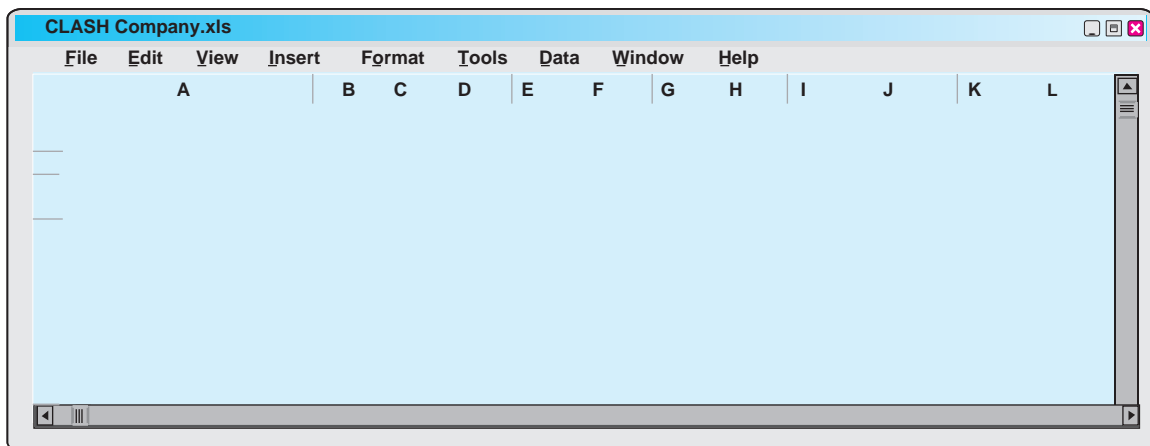 CLASH Company.xls
File Edit View Insert Format Tools Data Window Help
A B C D E F G H I J K L